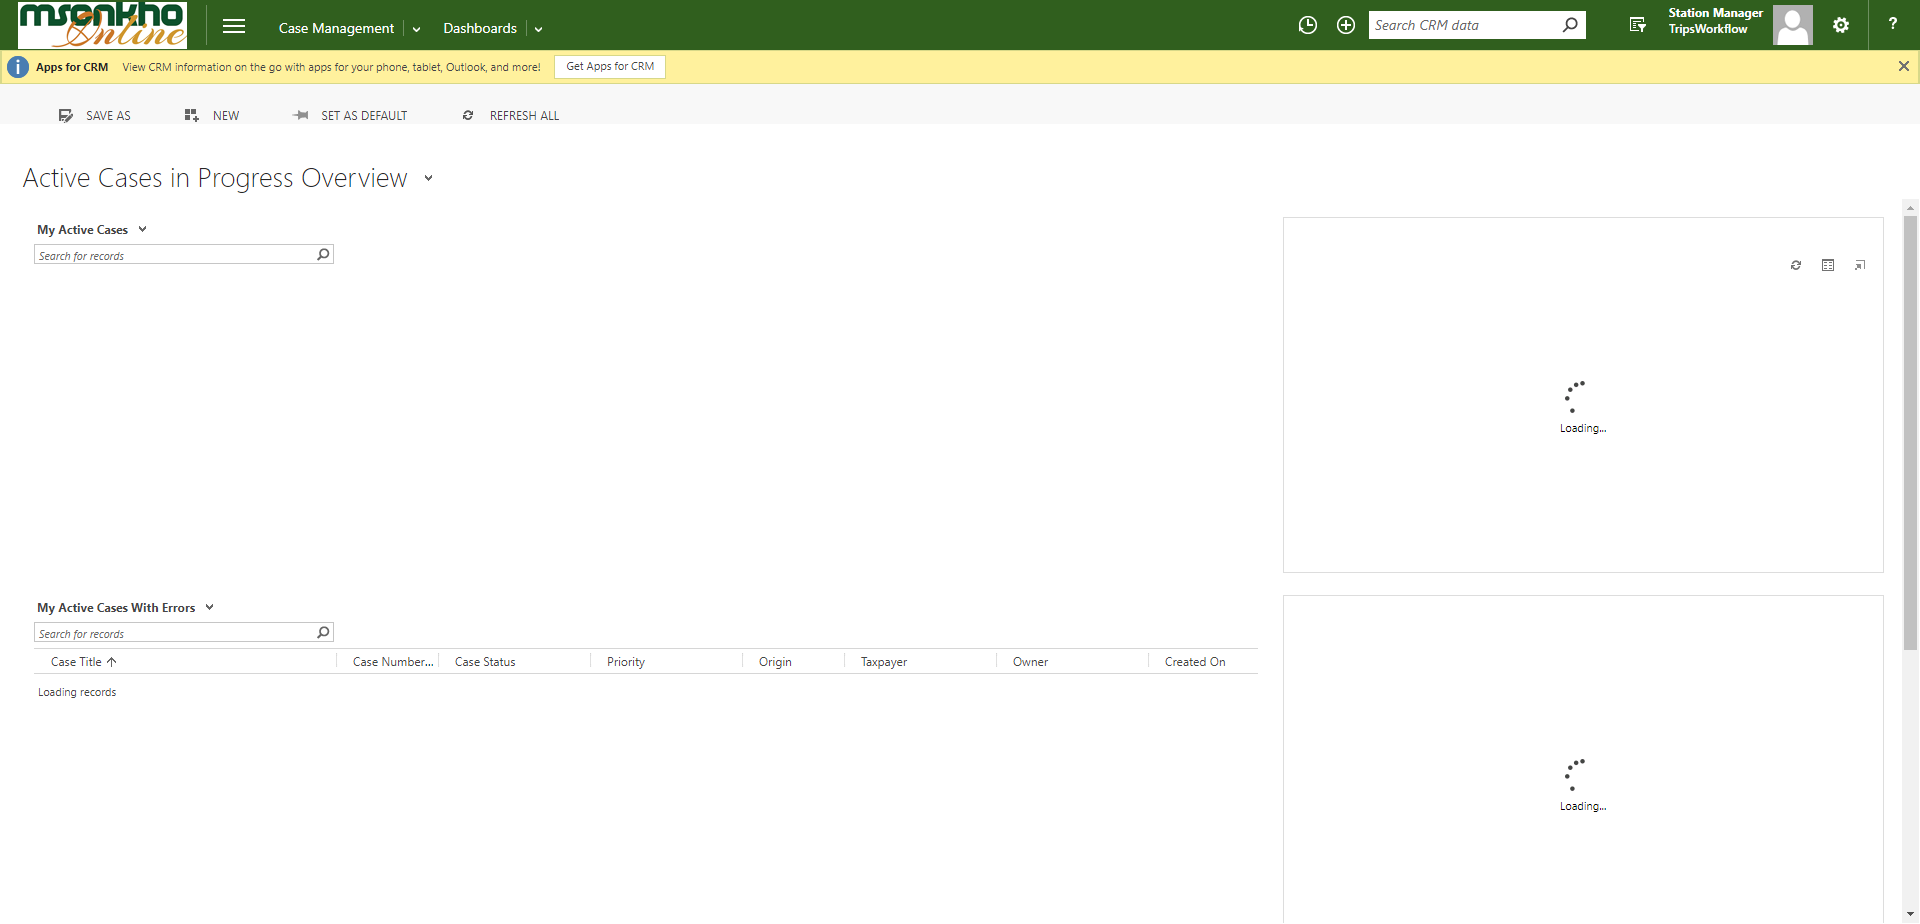 msonkho
Online
Case Management
Dashboards
Search CRM data
Station Manager
TripsWorkflow
?
Apps for CRM View CRM information on the go with apps for your phone, tablet, Outlook, and more! Get Apps for CRM
SAVE AS NEW SET AS DEFAULT REFRESH ALL
Active Cases in Progress Overview
My Active Cases
Search for records
Loading...
My Active Cases With Errors
Search for records
Case Title Case Number... Case Status Priority Origin Taxpayer Owner Created On
Loading records
Loading...